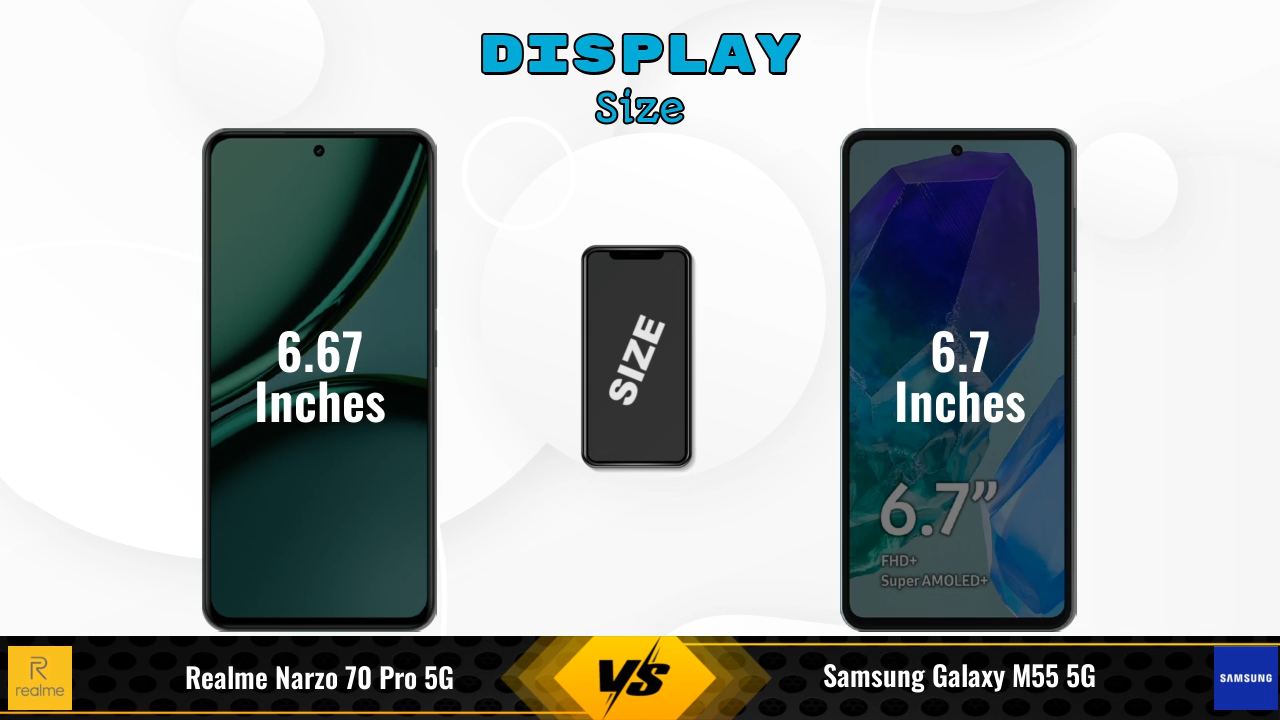 DISPLAY
Size
6.67
Inches
SIZE
6.7
Inches
6.7”
FHD+
Super AMOLED+
R
realme
Realme Narzo 70 Pro 5G
VS
Samsung Galaxy M55 5G
SAMSUNG